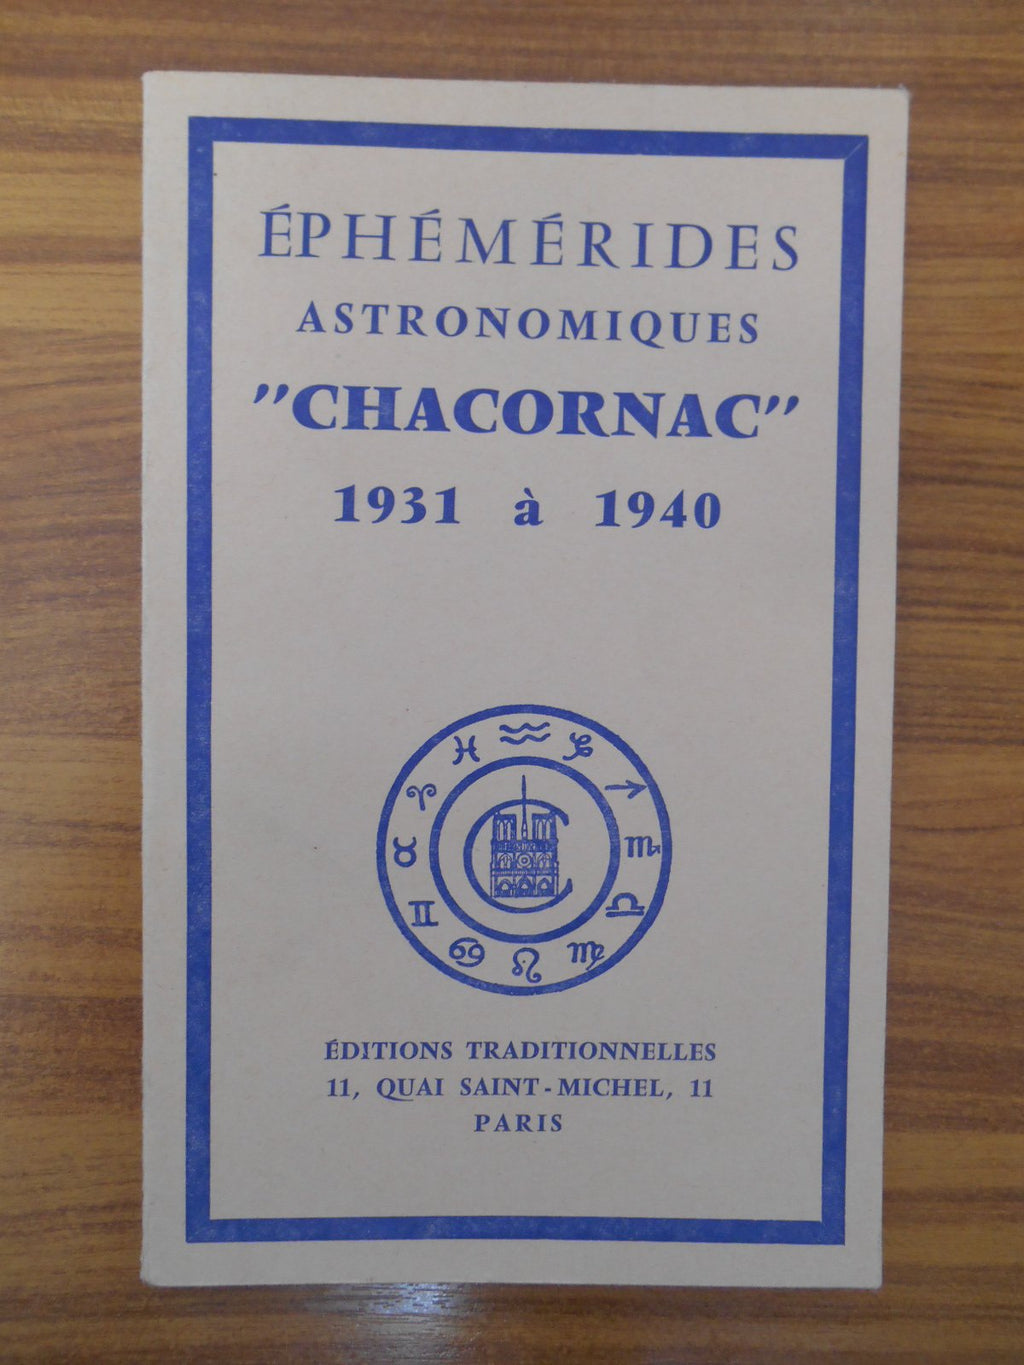 ÉPHÉMÉRIDES
ASTRONOMIQUES
"CHACORNAC"
1931 à 1940
ÉDITIONS TRADITIONNELLES
11, QUAI SAINT-MICHEL, 11
PARIS